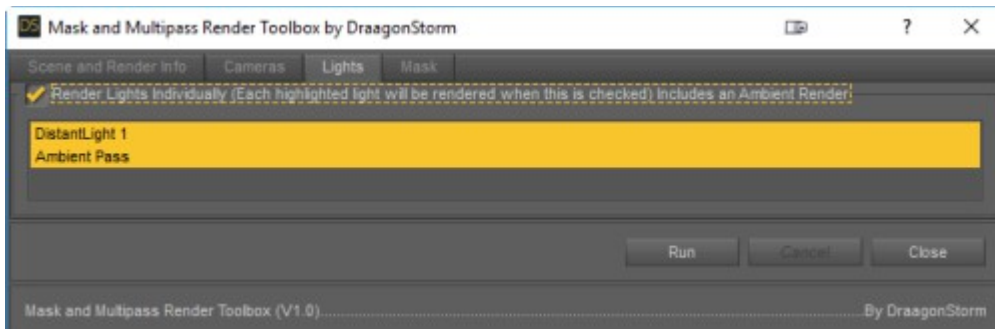 DS Mask and Multipass Render Toolbox by DraagonStorm ?
Scene and Render Info Cameras Lights Mask
Render Lights Individually (Each highlighted light will be rendered when this is checked) Includes an Ambient Render
DistantLight 1
Ambient Pass
Run Cancel Close
Mask and Multipass Render Toolbox (V1.0)..........................................................................................................................By DraagonStorm